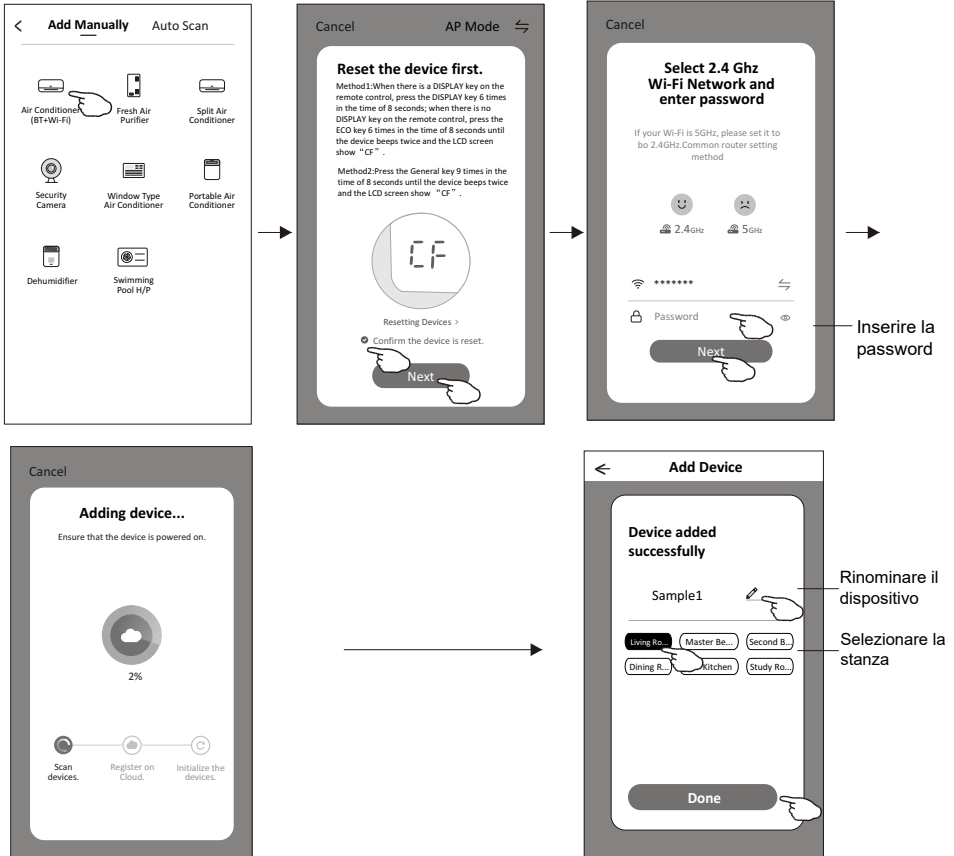 Add Manually Auto Scan
Air Conditioner
(BT+Wi-Fi)
Fresh Air
Purifier
Split Air
Conditioner
Security
Camera
Window Type
Air Conditioner
Portable Air
Conditioner
Dehumidifier
Swimming
Pool H/P
Cancel AP Mode
Reset the device first.
Method1:When there is a DISPLAY key on the
remote control, press the DISPLAY key 6 times
in the time of 8 seconds; when there is no
DISPLAY key on the remote control, press the
ECO key 6 times in the time of 8 seconds until
the device beeps twice and the LCD screen
show “CF”.
Method2:Press the General key 9 times in the
time of 8 seconds until the device beeps twice
and the LCD screen show “CF”.
CF
Resetting Devices >
Confirm the device is reset.
Next
Cancel
Select 2.4 Ghz
Wi-Fi Network and
enter password
If your Wi-Fi is 5GHz, please set it to
bo 2.4GHz.Common router setting
method
2.4GHz 5GHz
*******
Password
Next
Inserire la
password
Cancel
Adding device...
Ensure that the device is powered on.
2%
Scan
devices.
Register on
Cloud.
Initialize the
devices.
Add Device
Device added
successfully
Sample1
Rinominare il
dispositivo
Living Ro... Master Be... Second B...
Dining R... Kitchen Study Ro...
Selezionare la
stanza
Done